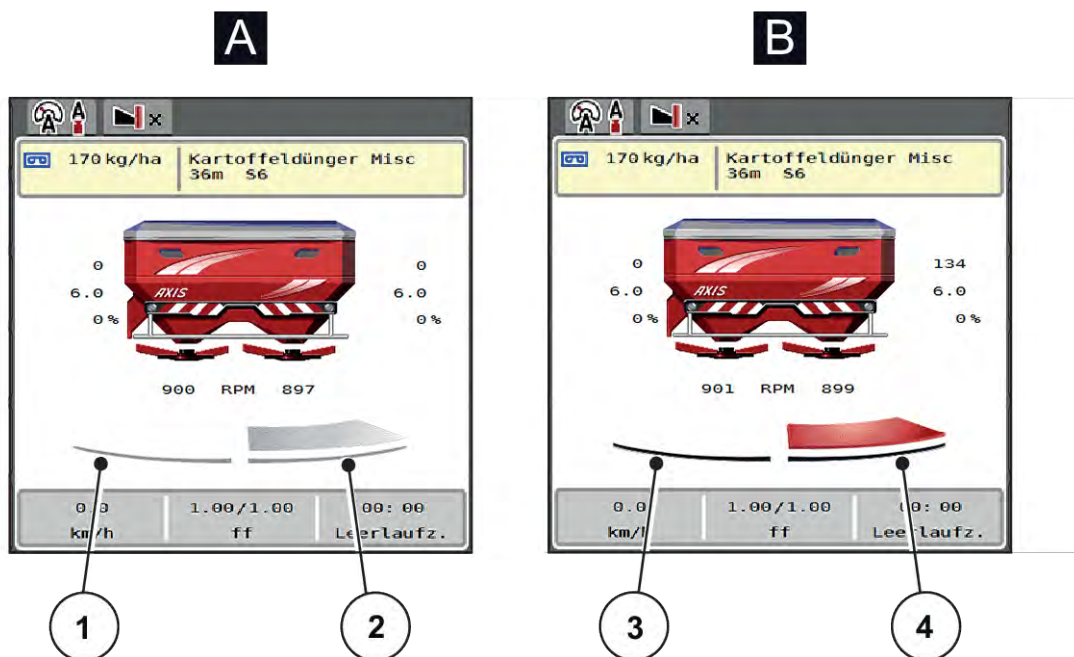 A
B
A A x
170 kg/ha Kartoffeldünger Misc
36m S6
0 0
6.0 AXIS 6.0
0 % 0 %
900 RPM 897
0.0 1.00/1.00 00:00
km/h ff Leerlaufz.
1 2
A A x
170 kg/ha Kartoffeldünger Misc
36m S6
0 134
6.0 AXIS 6.0
0 % 0 %
901 RPM 899
0.0 1.00/1.00 00:00
km/h ff Leerlaufz.
3 4